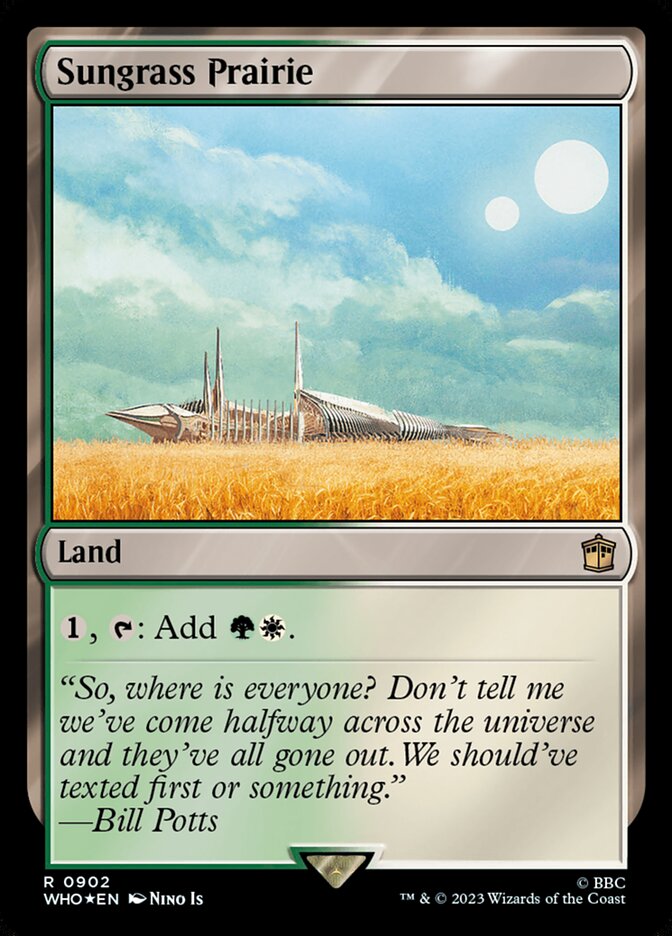 Sungrass Prairie
Land
1, : Add .
“So, where is everyone? Don’t tell me
we’ve come halfway across the universe
and they’ve all gone out. We should’ve
texted first or something.”
—Bill Potts
R 0902
WHO★EN Nino Is
© BBC
™ & © 2023 Wizards of the Coast